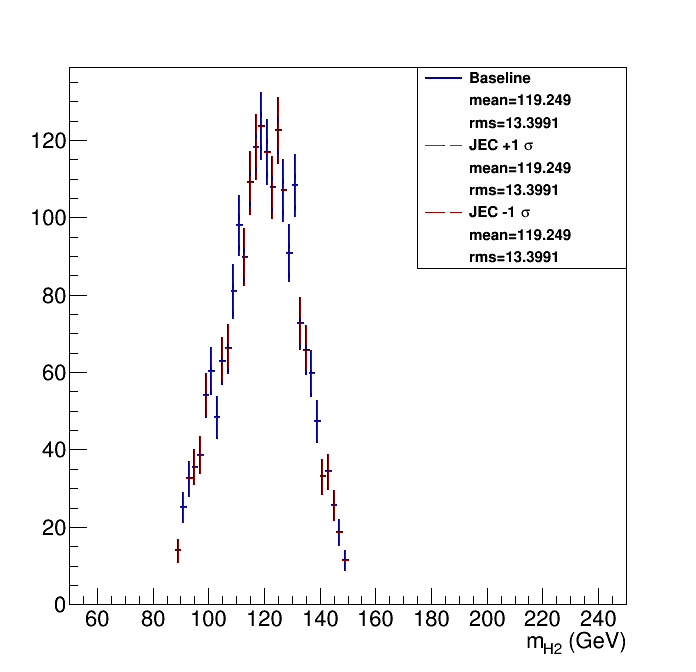 Baseline
mean=119.249
rms=13.3991
JEC +1 σ
mean=119.249
rms=13.3991
JEC -1 σ
mean=119.249
rms=13.3991
120
100
80
60
40
20
0
60 80 100 120 140 160 180 200 220 240
m_H2 (GeV)